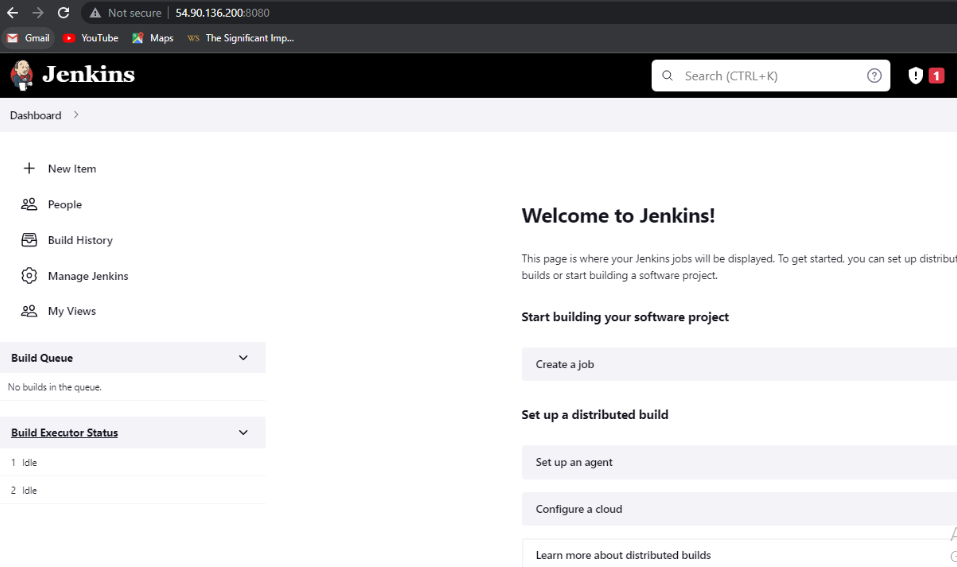 Not secure | 54.90.136.200:8080
Gmail YouTube Maps WS The Significant Imp...
Jenkins Search (CTRL+K) ? 1
Dashboard
New Item
People
Build History
Manage Jenkins
My Views
Build Queue
No builds in the queue.
Build Executor Status
1 Idle
2 Idle
Welcome to Jenkins!
This page is where your Jenkins jobs will be displayed. To get started, you can set up distribut
builds or start building a software project.
Start building your software project
Create a job
Set up a distributed build
Set up an agent
Configure a cloud
Learn more about distributed builds